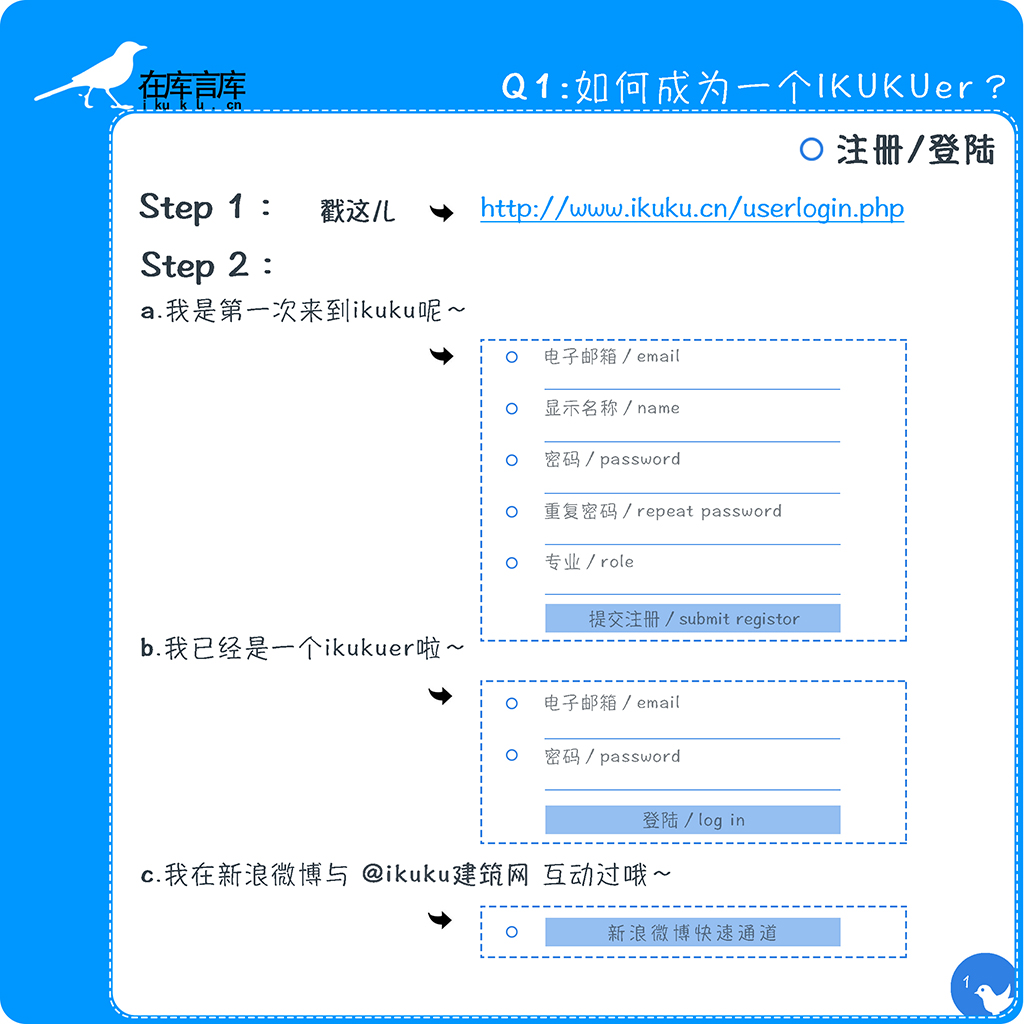 在库言库
ikuku.cn
Q1:如何成为一个IKUKUer?
注册/登陆
Step 1: 戳这儿 http://www.ikuku.cn/userlogin.php
Step 2:
a.我是第一次来到ikuku呢~
电子邮箱/email
显示名称/name
密码/password
重复密码/repeat password
专业/role
提交注册/submit registor
b.我已经是一个ikukuer啦~
电子邮箱/email
密码/password
登陆/log in
c.我在新浪微博与 @ikuku建筑网 互动过哦~
新浪微博快速通道
1